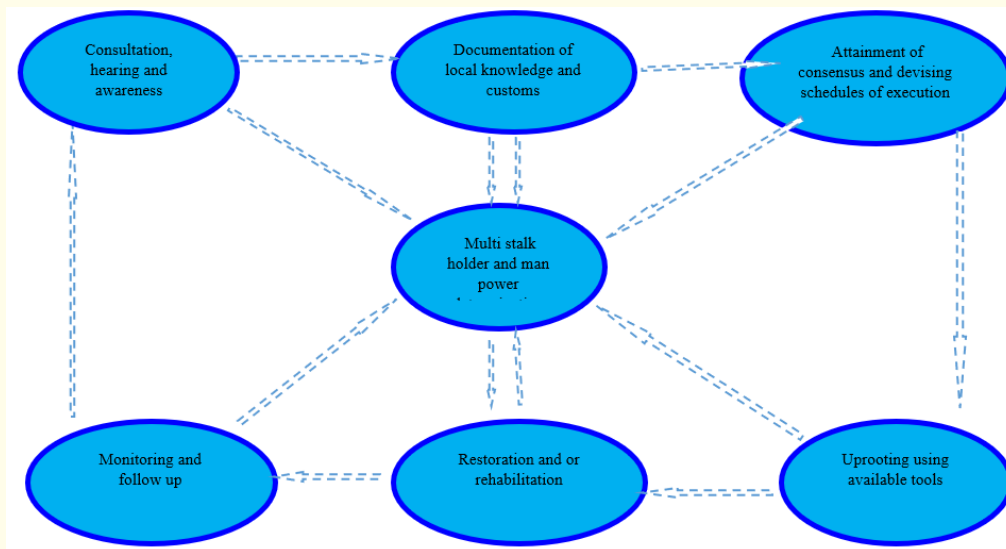 Consultation,
hearing and
awareness
Documentation of
local knowledge and
customs
Attainment of
consensus and devising
schedules of execution
Multi stalk
holder and man
power
Monitoring and
follow up
Restoration and or
rehabilitation
Uprooting using
available tools